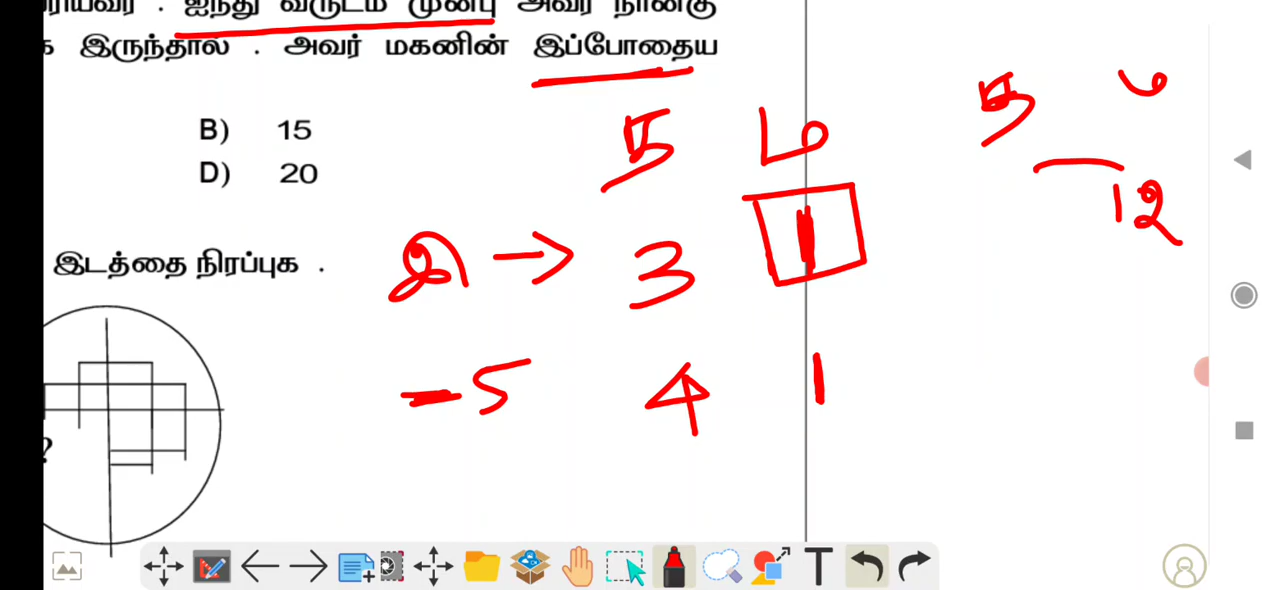 ஐந்து வருடம் முன்பு அவர் நான்கு
க இருந்தால் . அவர் மகனின் இப்போதைய
B) 15
D) 20
இடத்தை நிரப்புக .
?
த ம
இ → 3 1
-5 4 1
12
T